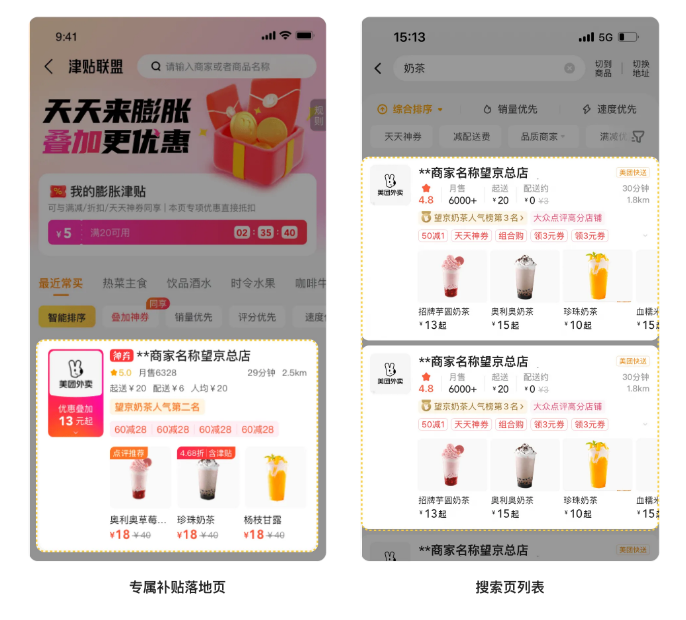 9:41
津贴联盟
请输入商家或者商品名称
天天来膨胀
叠加更优惠
规则
我的膨胀津贴
可与满减/折扣/天天神券同享 | 本页专项优惠直接抵扣
¥5 满20可用 02:35:40
最近常买 热菜主食 饮品酒水 时令水果 咖啡牛
同享
智能排序 叠加神券 销量优先 评分优先 速度
美团外卖
优惠叠加
13元起
神券 **商家名称望京总店
5.0 月售6328 29分钟 2.5km
起送¥20 配送¥6 人均¥20
望京奶茶人气第二名
60减28 60减28 60减28 60减28
点评推荐 4.68折 含津贴
奥利奥草莓... 珍珠奶茶 杨枝甘露
¥18 ¥40 ¥18 ¥40 ¥18 ¥40
专属补贴落地页
15:13 5G
奶茶
切到商品 切换地址
综合排序 销量优先 速度优先
天天神券 减配送费 品质商家 满减优
美团外卖
**商家名称望京总店 美团快送
月售 起送 配送约 30分钟
4.8 6000+ ¥20 ¥0 ¥3 1.8km
望京奶茶人气榜第3名> 大众点评高分店铺
50减1 天天神券 组合购 领3元券 领3元券
招牌芋圆奶茶 奥利奥奶茶 珍珠奶茶 血糯米
¥13起 ¥15起 ¥10起 ¥15起
美团外卖
**商家名称望京总店 美团快送
月售 起送 配送约 30分钟
4.8 6000+ ¥20 ¥0 ¥3 1.8km
望京奶茶人气榜第3名> 大众点评高分店铺
50减1 天天神券 组合购 领3元券 领3元券
招牌芋圆奶茶 奥利奥奶茶 珍珠奶茶 血糯米
¥13起 ¥15起 ¥10起 ¥15起
**商家名称望京总店 美团快送
搜索页列表